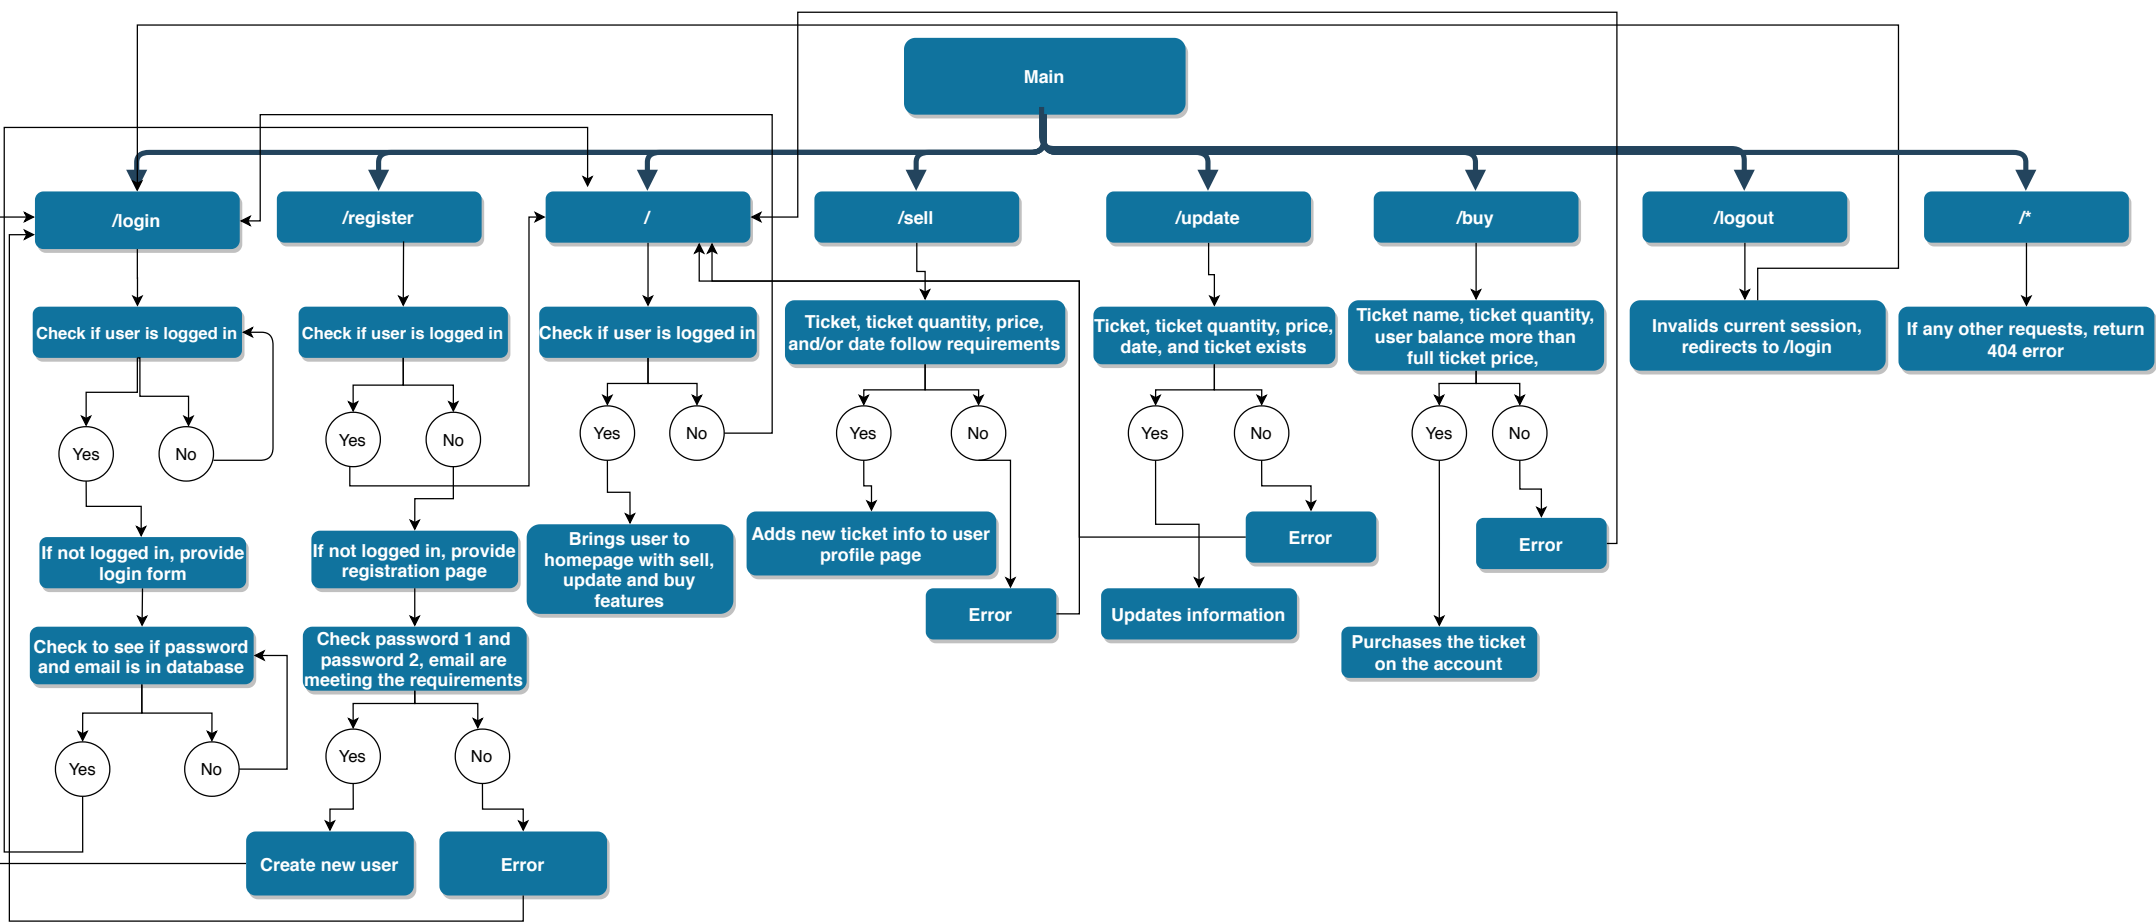 Main
/login
/register
/
/sell
/update
/buy
/logout
/*
Check if user is logged in
Check if user is logged in
Check if user is logged in
Ticket, ticket quantity, price,
and/or date follow requirements
Ticket, ticket quantity, price,
date, and ticket exists
Ticket name, ticket quantity,
user balance more than
full ticket price,
Invalids current session,
redirects to /login
If any other requests, return
404 error
Yes
No
Yes
No
Yes
No
Yes
No
Yes
No
Yes
No
If not logged in, provide
login form
If not logged in, provide
registration page
Brings user to
homepage with sell,
update and buy
features
Adds new ticket info to user
profile page
Error
Error
Error
Updates information
Check to see if password
and email is in database
Check password 1 and
password 2, email are
meeting the requirements
Purchases the ticket
on the account
Yes
No
Yes
No
Create new user
Error